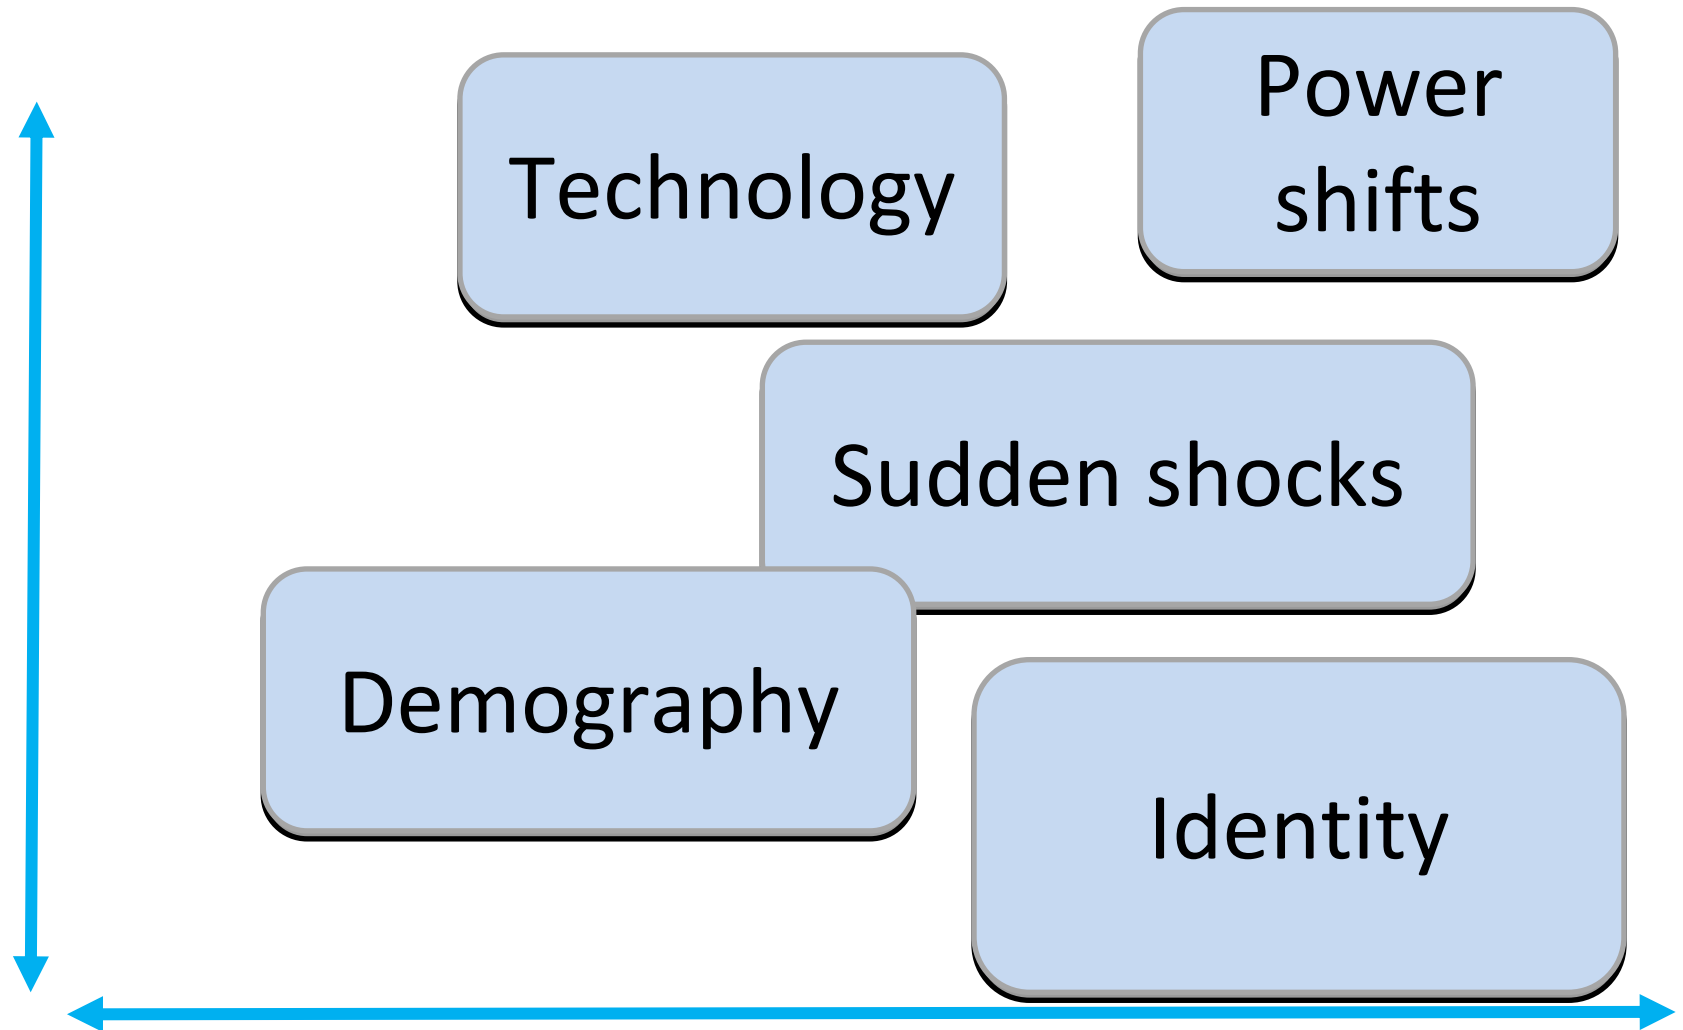 Technology
Power
shifts
Sudden shocks
Demography
Identity